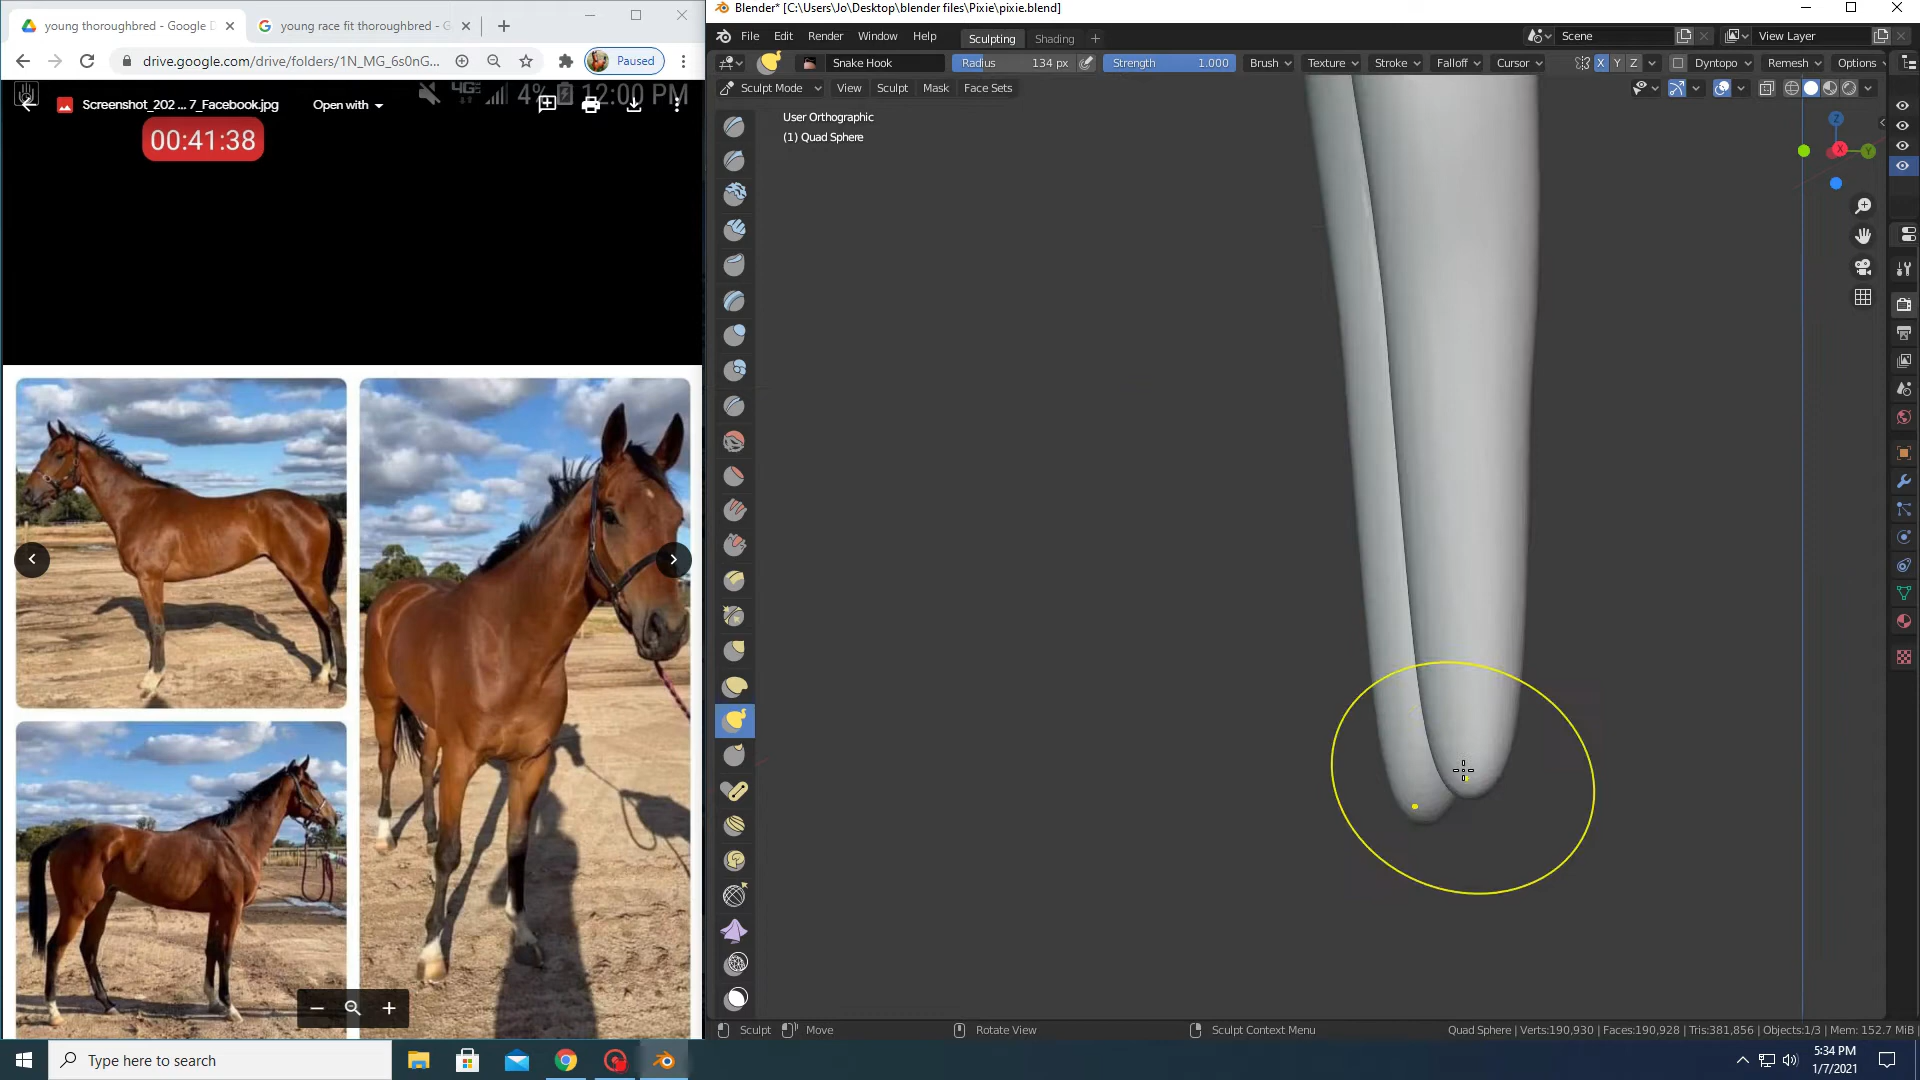 young thoroughbred - Google D
young race fit thoroughbred - G
drive.google.com/drive/folders/1N_MG_6s0nG...
Paused
Screenshot_202 ... 7_Facebook.jpg
Open with
4%
12:00 PM
00:41:38
Blender* [C:\Users\Jo\Desktop\blender files\Pixie\pixie.blend]
File Edit Render Window Help
Sculpting
Shading
Scene
View Layer
Snake Hook
Radius 134 px
Strength 1.000
Brush
Texture
Stroke
Falloff
Cursor
X Y Z
Dyntopo
Remesh
Options
Sculpt Mode
View Sculpt Mask Face Sets
User Orthographic
(1) Quad Sphere
Z
X
Y
Sculpt
Move
Rotate View
Sculpt Context Menu
Quad Sphere | Verts:190,930 | Faces:190,928 | Tris:381,856 | Objects:1/3 | Mem: 152.7 MiB
Type here to search
5:34 PM
1/7/2021